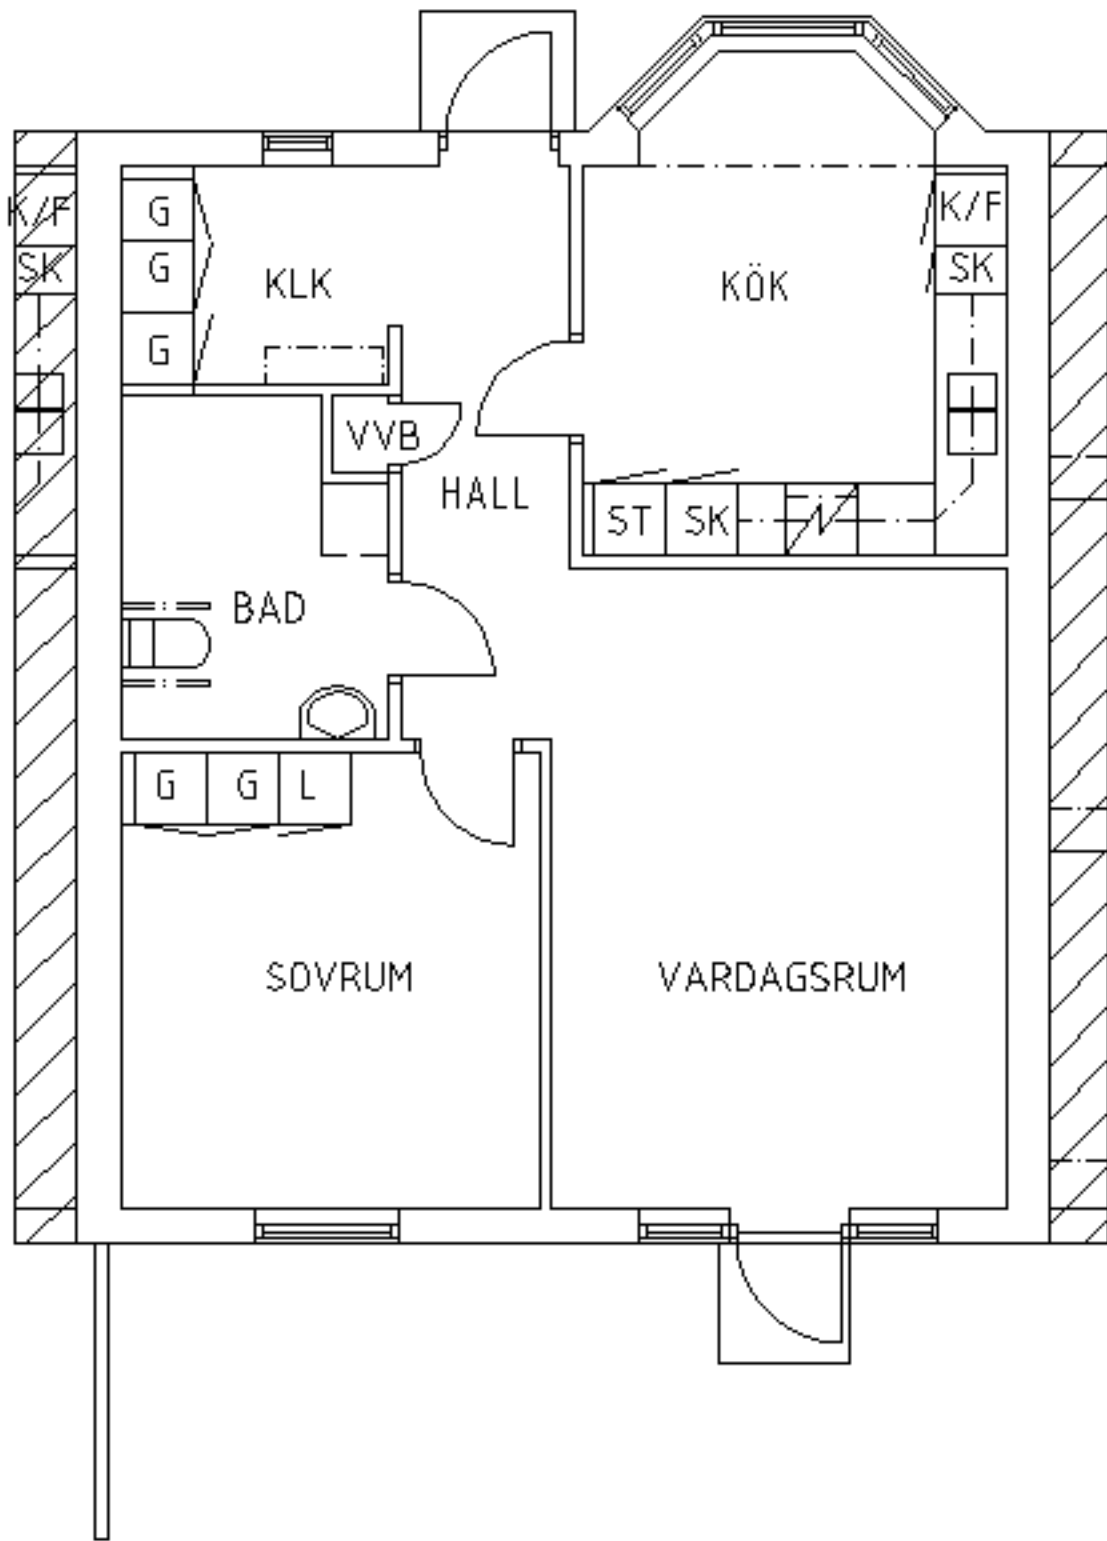 K/F
G
K/F
SK
G
KLK
KÖK
SK
G
VVB
HALL
ST
SK
BAD
G
G
L
SOVRUM
VARDAGSRUM